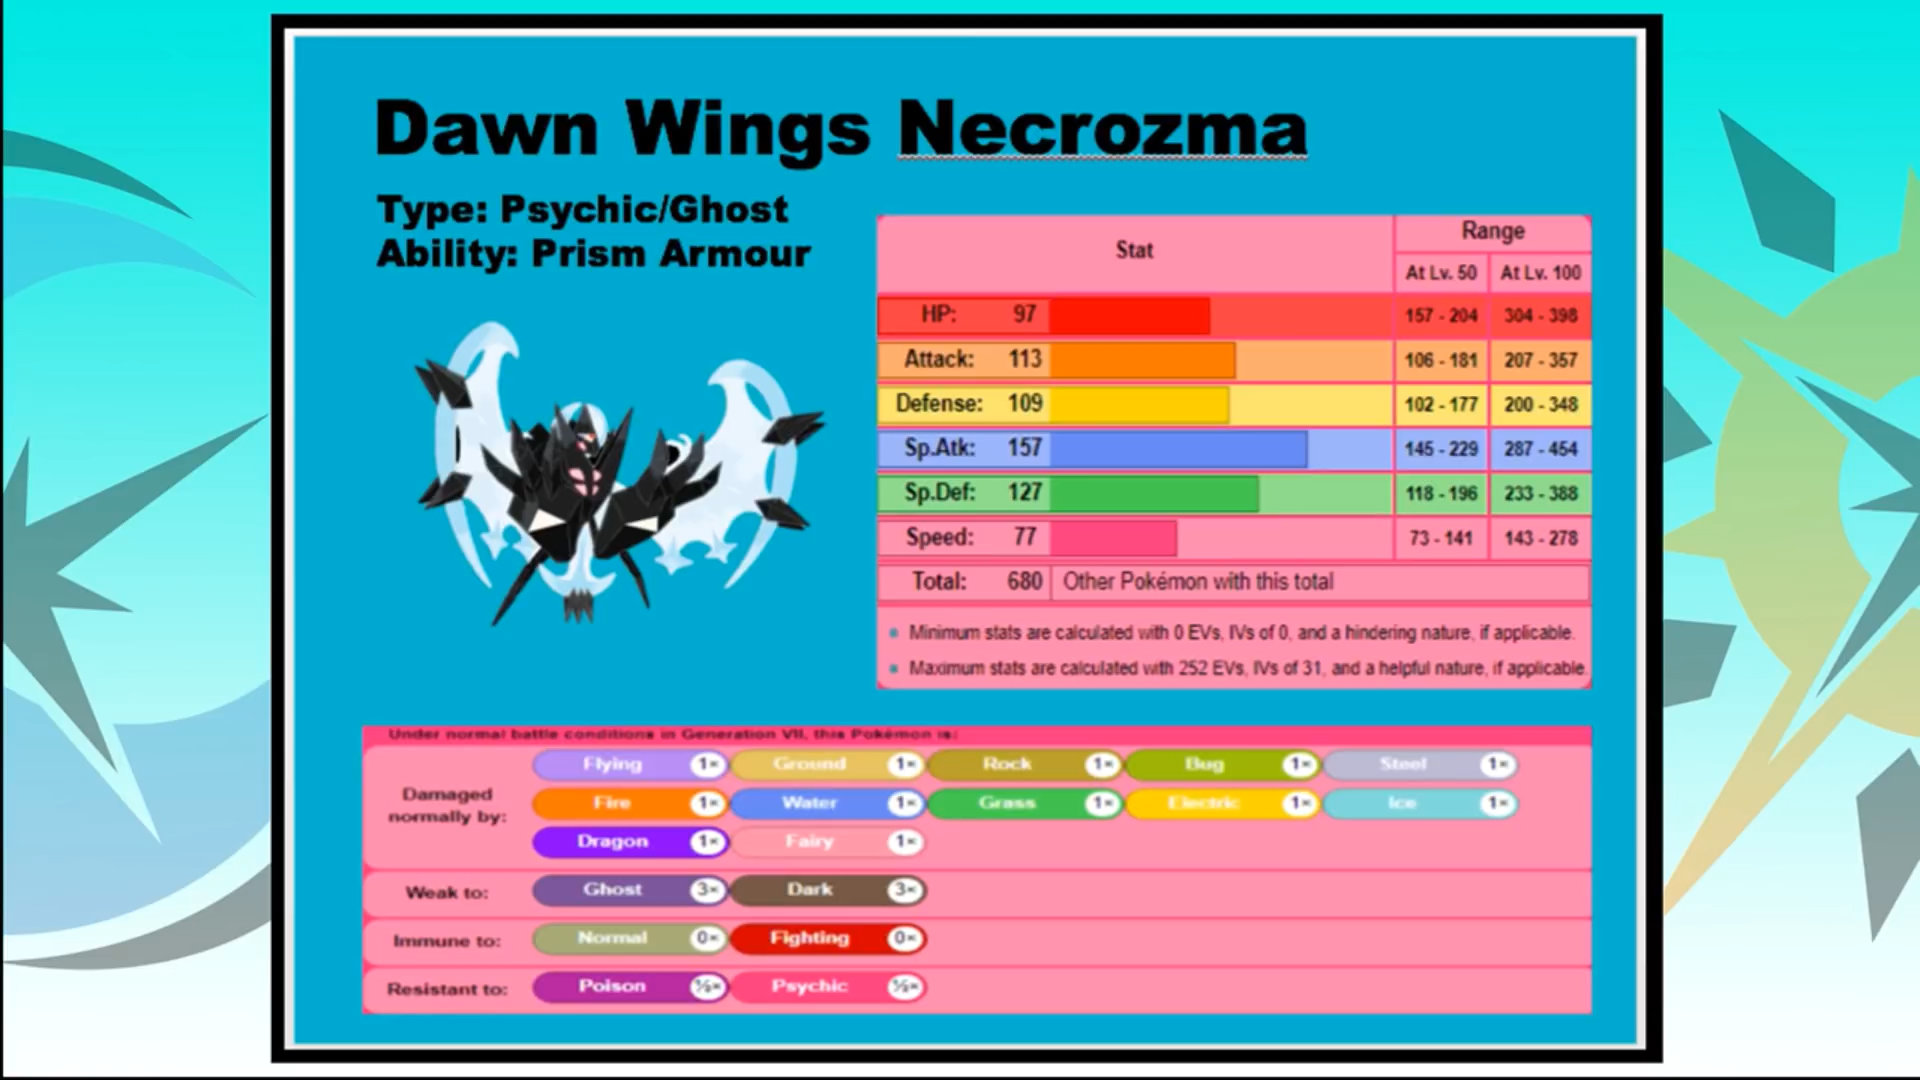 Dawn Wings Necrozma
Type: Psychic/Ghost
Ability: Prism Armour
Stat Range
At Lv. 50 At Lv. 100
HP: 97 157 - 204 304 - 398
Attack: 113 106 - 181 207 - 357
Defense: 109 102 - 177 200 - 348
Sp.Atk: 157 145 - 229 287 - 454
Sp.Def: 127 118 - 196 233 - 388
Speed: 77 73 - 141 143 - 278
Total: 680 Other Pokémon with this total
• Minimum stats are calculated with 0 EVs, IVs of 0, and a hindering nature, if applicable.
• Maximum stats are calculated with 252 EVs, IVs of 31, and a helpful nature, if applicable.
Under normal battle conditions in Generation VII, this Pokémon is:
Damaged normally by:
Flying 1× Ground 1× Rock 1× Bug 1× Steel 1×
Fire 1× Water 1× Grass 1× Electric 1× Ice 1×
Dragon 1× Fairy 1×
Weak to: Ghost 3× Dark 3×
Immune to: Normal 0× Fighting 0×
Resistant to: Poison ½× Psychic ½×